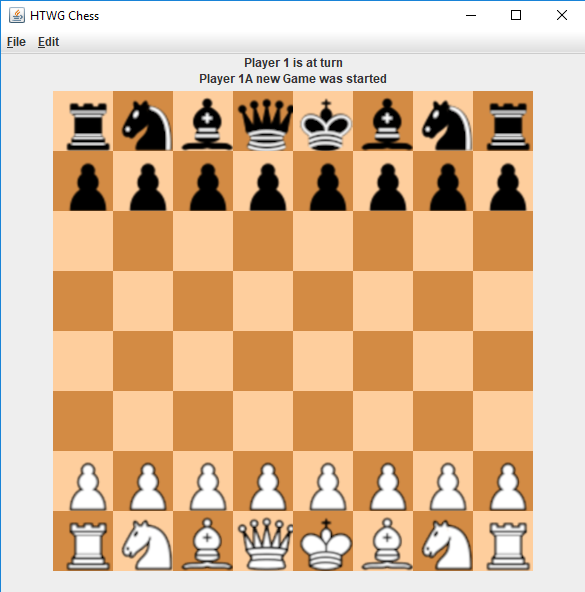 HTWG Chess
File Edit
Player 1 is at turn
Player 1A new Game was started